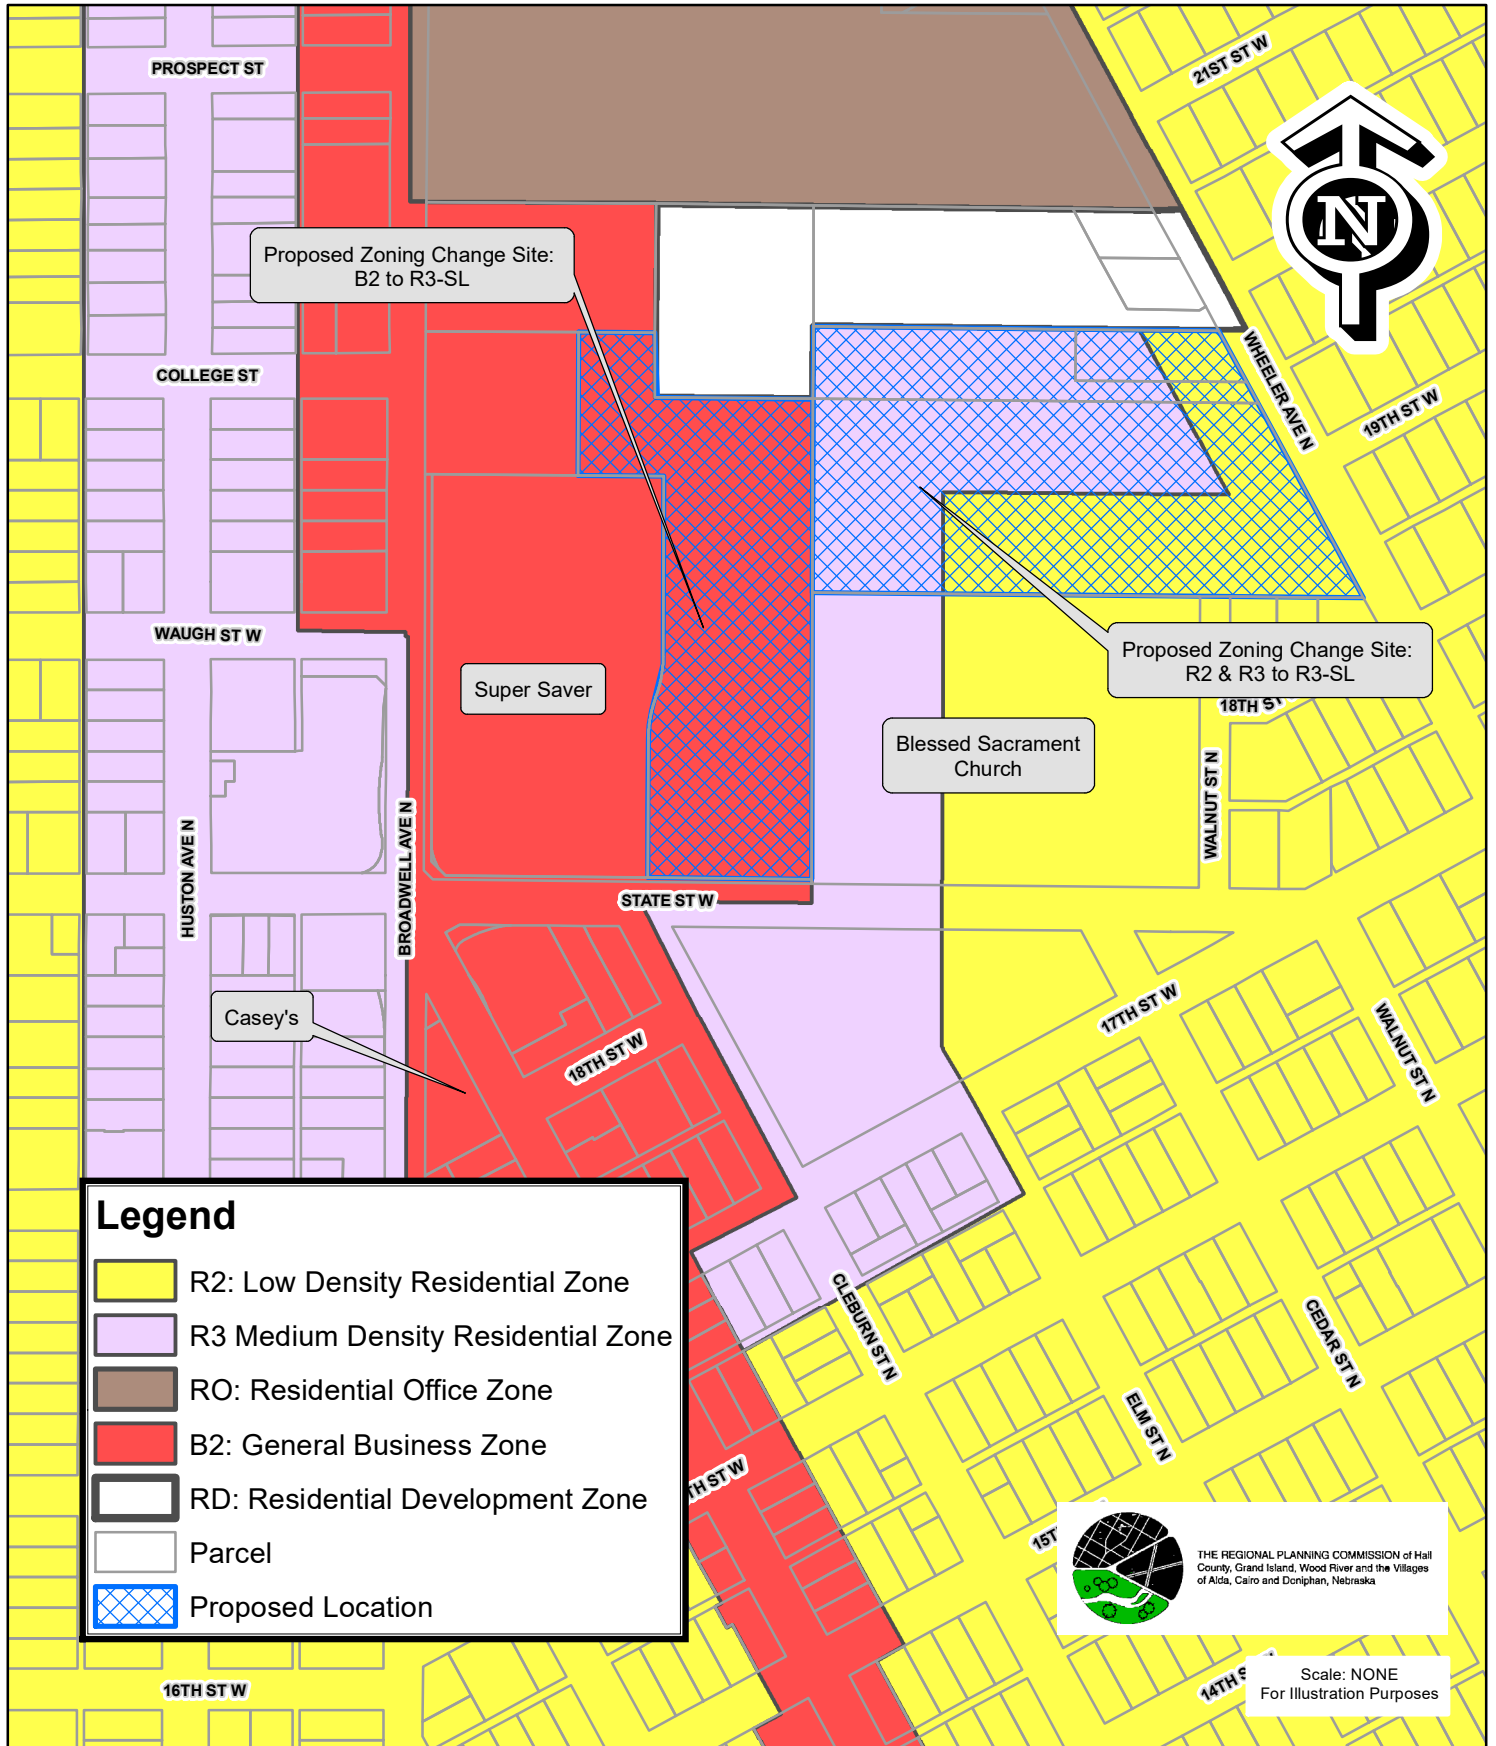 PROSPECT ST
21ST ST W
N
Proposed Zoning Change Site:
B2 to R3-SL
COLLEGE ST
WHEELER AVE N
19TH ST W
WAUGH ST W
Proposed Zoning Change Site:
R2 & R3 to R3-SL
Super Saver
18TH ST
Blessed Sacrament
Church
WALNUT ST N
HUSTON AVE N
BROADWELL AVE N
STATE ST W
Casey's
17TH ST W
18TH ST W
WALNUT ST N
Legend
R2: Low Density Residential Zone
R3 Medium Density Residential Zone
RO: Residential Office Zone
B2: General Business Zone
RD: Residential Development Zone
Parcel
Proposed Location
CLEBURN ST N
CEDAR ST N
ELM ST N
TH ST W
15T
THE REGIONAL PLANNING COMMISSION of Hall
County, Grand Island, Wood River and the Villages
of Alda, Cairo and Doniphan, Nebraska
16TH ST W
14TH S
Scale: NONE
For Illustration Purposes